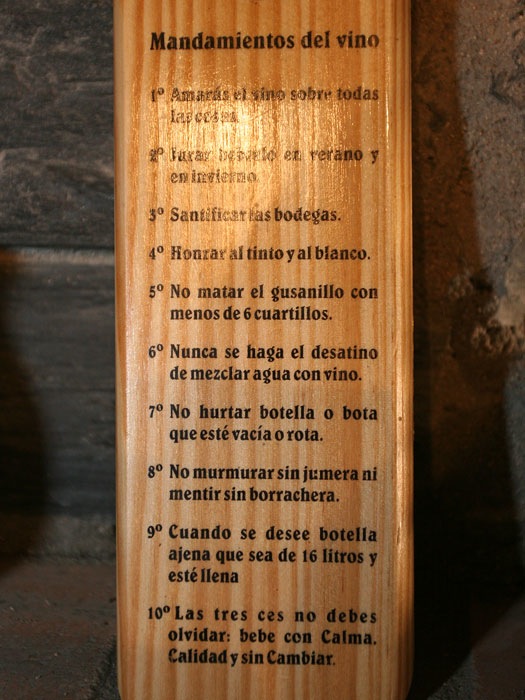 Mandamientos del vino
1º Amarás el vino sobre todas
las cosas.
2º Jurar beberlo en verano y
en invierno.
3º Santificar las bodegas.
4º Honrar al tinto y al blanco.
5º No matar el gusanillo con
menos de 6 cuartillos.
6º Nunca se haga el desatino
de mezclar agua con vino.
7º No hurtar botella o bota
que esté vacía o rota.
8º No murmurar sin jumera ni
mentir sin borrachera.
9º Cuando se desee botella
ajena que sea de 16 litros y
esté llena
10º Las tres ces no debes
olvidar: bebe con Calma.
Calidad y sin Cambiar.